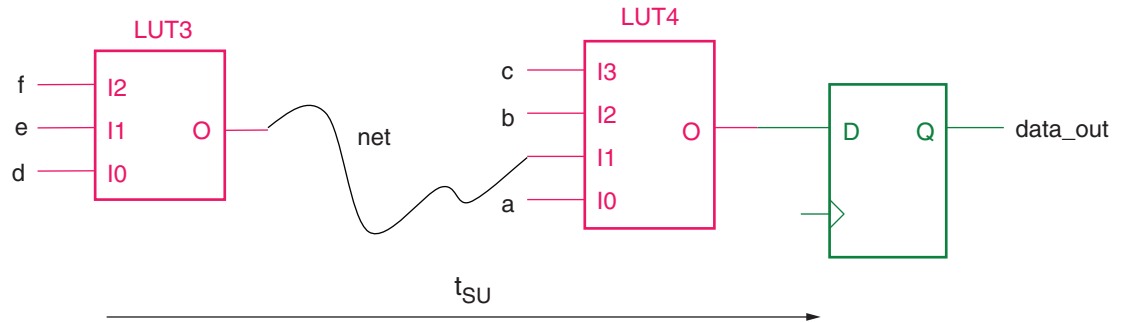 LUT3
f
I2
e
I1
O
d
I0
net
LUT4
c
I3
b
I2
O
I1
a
I0
D
Q
data_out
tSU